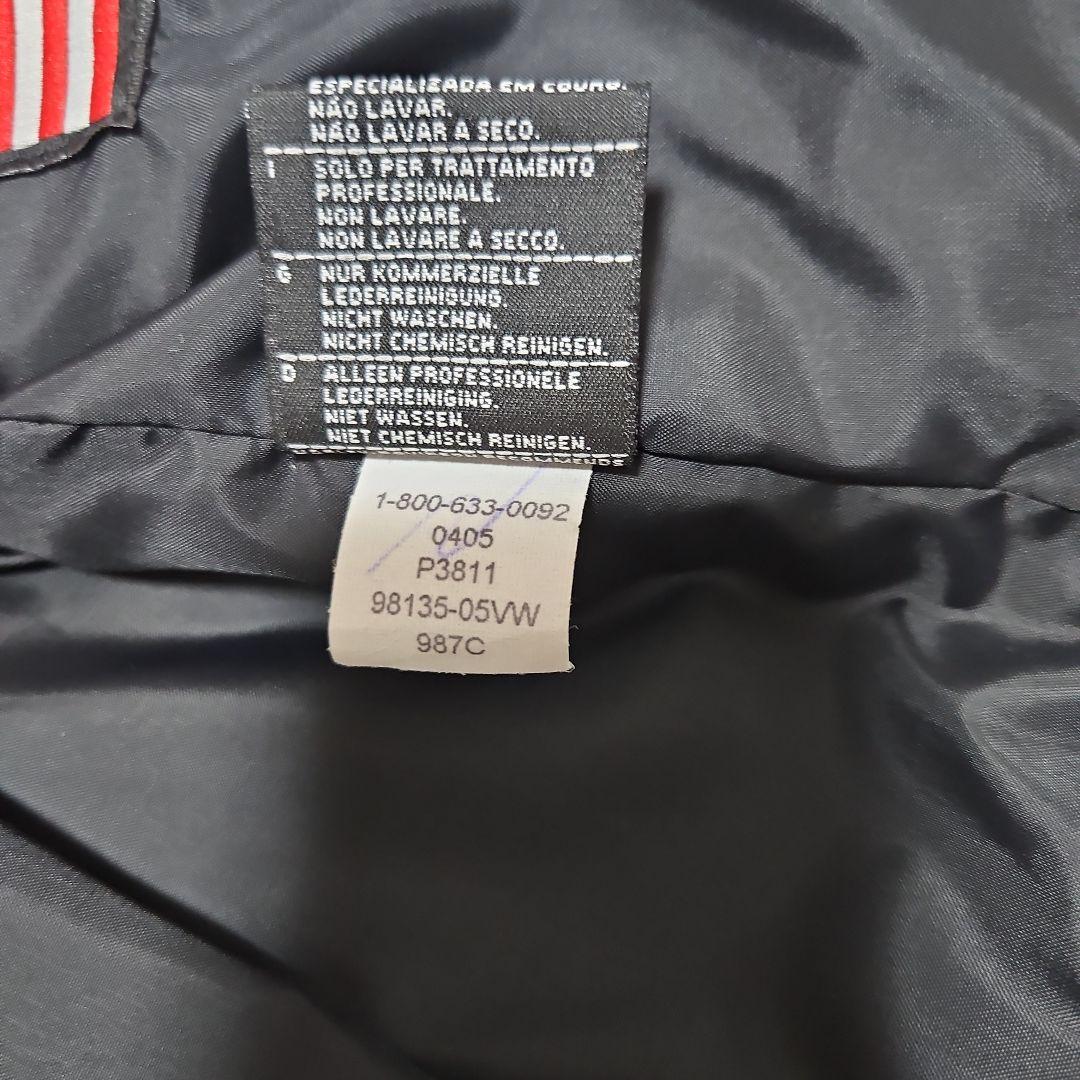 ESPECIALIZADA EM COURO.
NÃO LAVAR.
NÃO LAVAR A SECO.
I SOLO PER TRATTAMENTO
PROFESSIONALE.
NON LAVARE.
NON LAVARE A SECCO.
G NUR KOMMERZIELLE
LEDERREINIGUNG.
NICHT WASCHEN.
NICHT CHEMISCH REINIGEN.
D ALLEEN PROFESSIONELE
LEDERREINIGING.
NIET WASSEN.
NIET CHEMISCH REINIGEN.
1-800-633-0092
0405
P3811
98135-05VW
987C